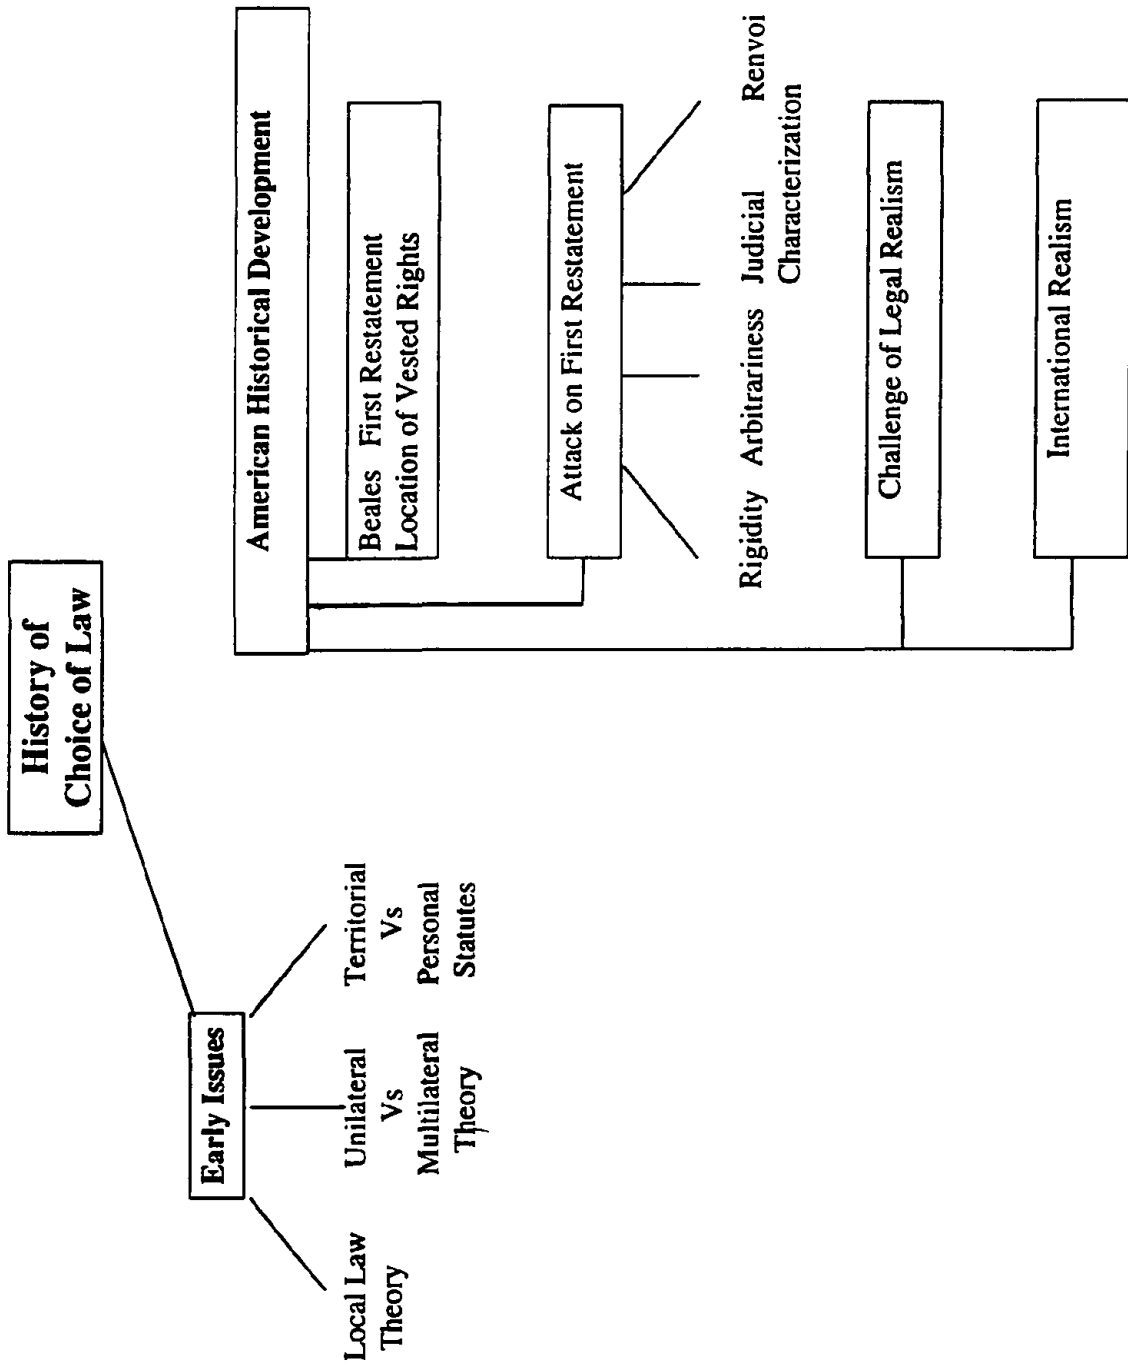 History of
Choice of Law
Early Issues
Local Law
Theory
Unilateral
Vs
Multilateral
Theory
Territorial
Vs
Personal
Statutes
American Historical Development
Beales First Restatement
Location of Vested Rights
Attack on First Restatement
Rigidity Arbitrariness Judicial Renvoi
Characterization
Challenge of Legal Realism
International Realism